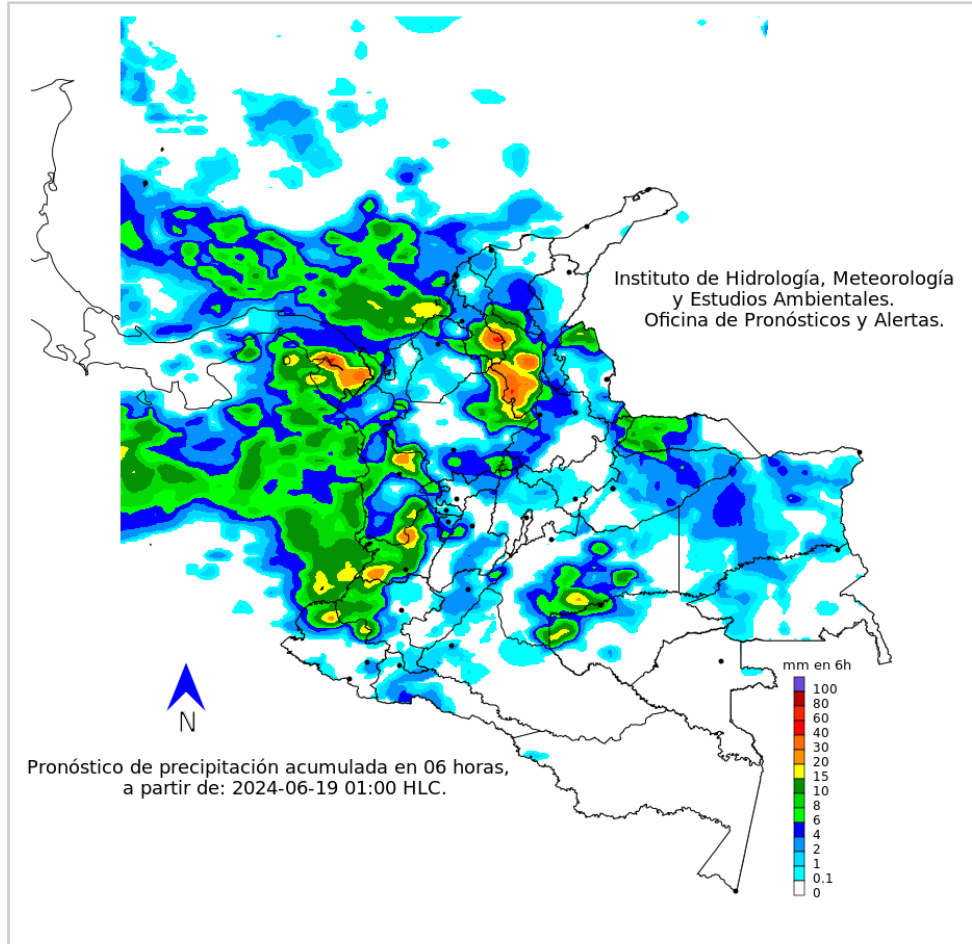 Instituto de Hidrología, Meteorología
y Estudios Ambientales.
Oficina de Pronósticos y Alertas.
N
Pronóstico de precipitación acumulada en 06 horas,
a partir de: 2024-06-19 01:00 HLC.
mm en 6h
100
80
60
40
30
20
15
10
8
6
4
2
1
0.1
0